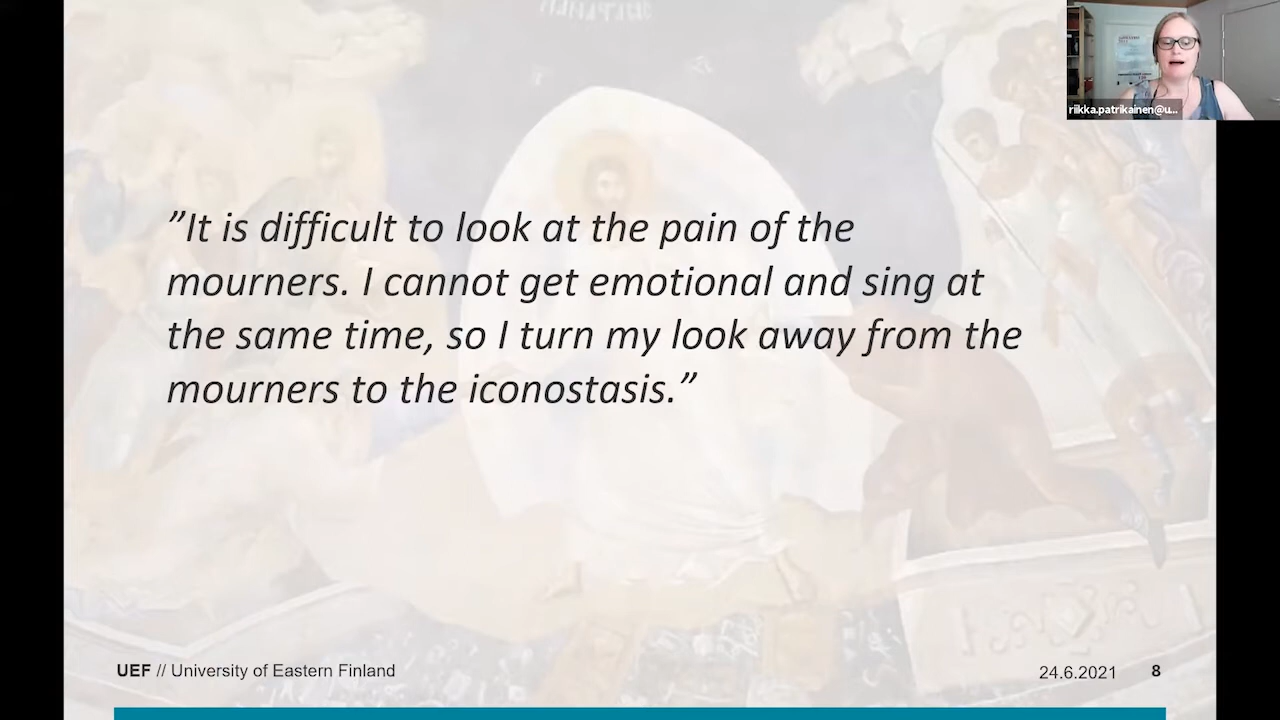 riikka.patrikainen@u...
”It is difficult to look at the pain of the
mourners. I cannot get emotional and sing at
the same time, so I turn my look away from the
mourners to the iconostasis.”
UEF // University of Eastern Finland
24.6.2021
8